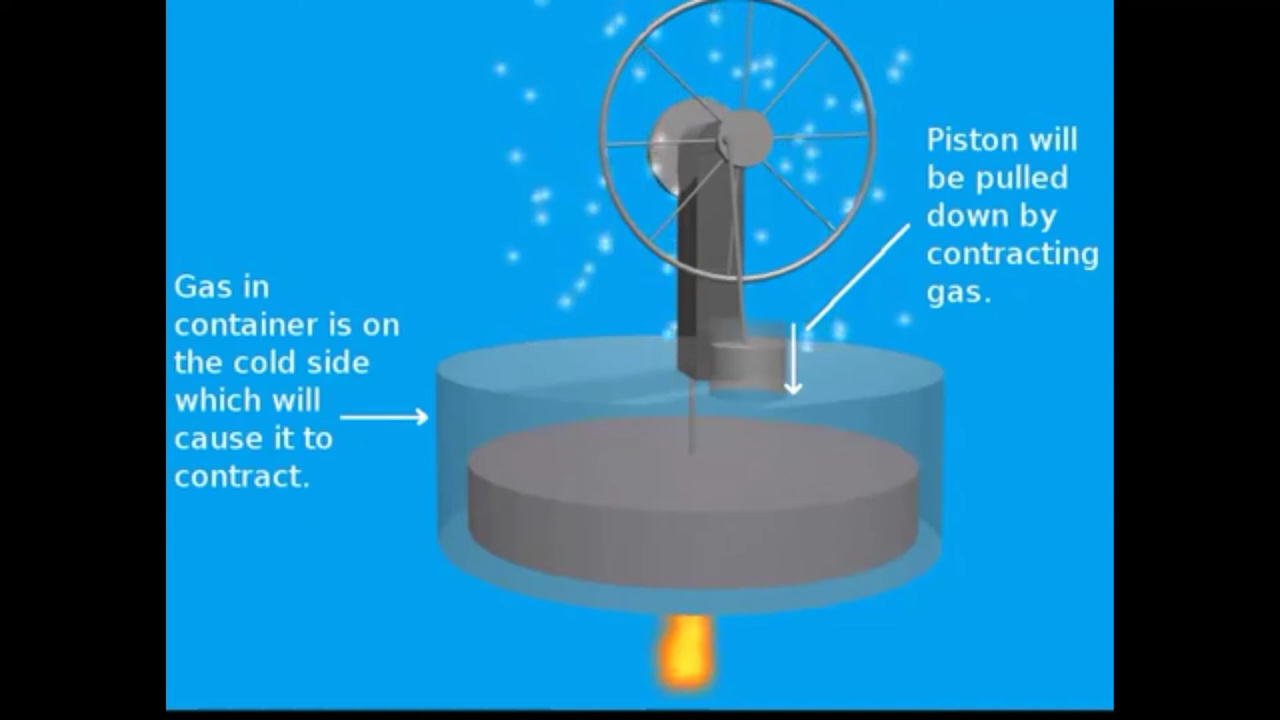 Gas in
container is on
the cold side
which will
cause it to
contract.
Piston will
be pulled
down by
contracting
gas.